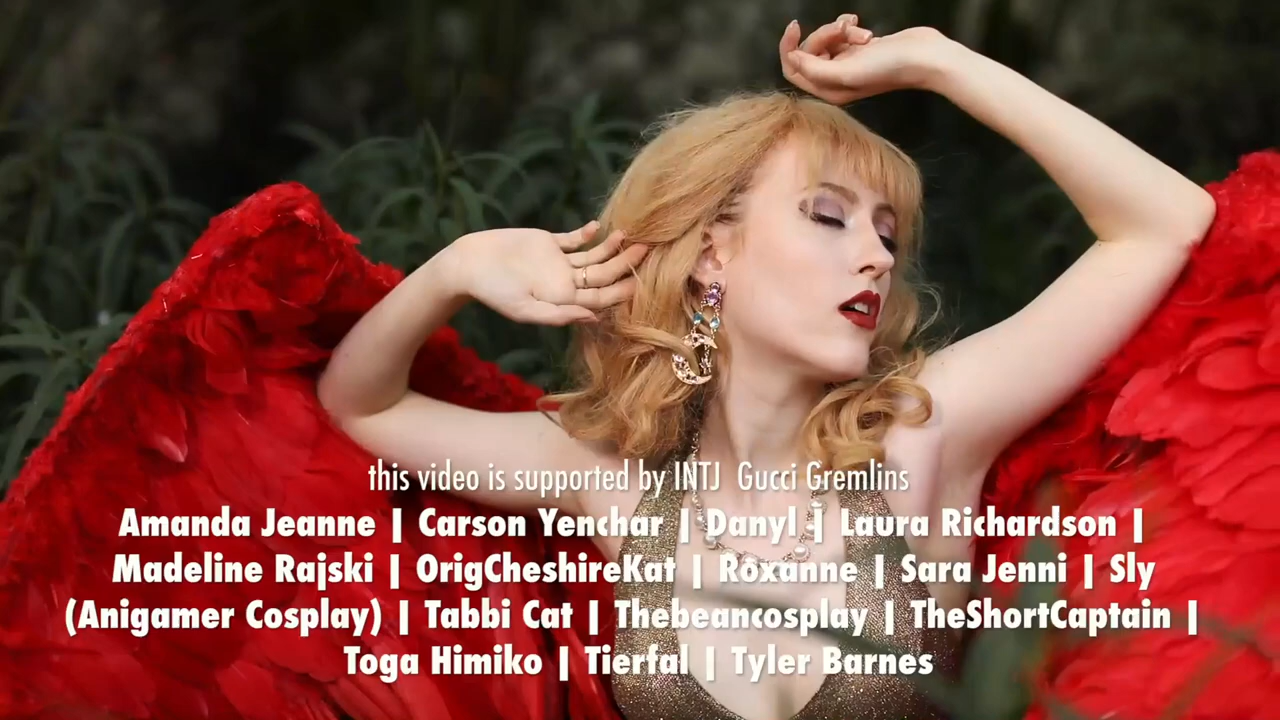 this video is supported by INTJ  Gucci Gremlins
Amanda Jeanne | Carson Yenchar | Danyl | Laura Richardson |
Madeline Rajski | OrigCheshireKat | Roxanne | Sara Jenni | Sly
(Anigamer Cosplay) | Tabbi Cat | Thebeancosplay | TheShortCaptain |
Toga Himiko | Tierfal | Tyler Barnes